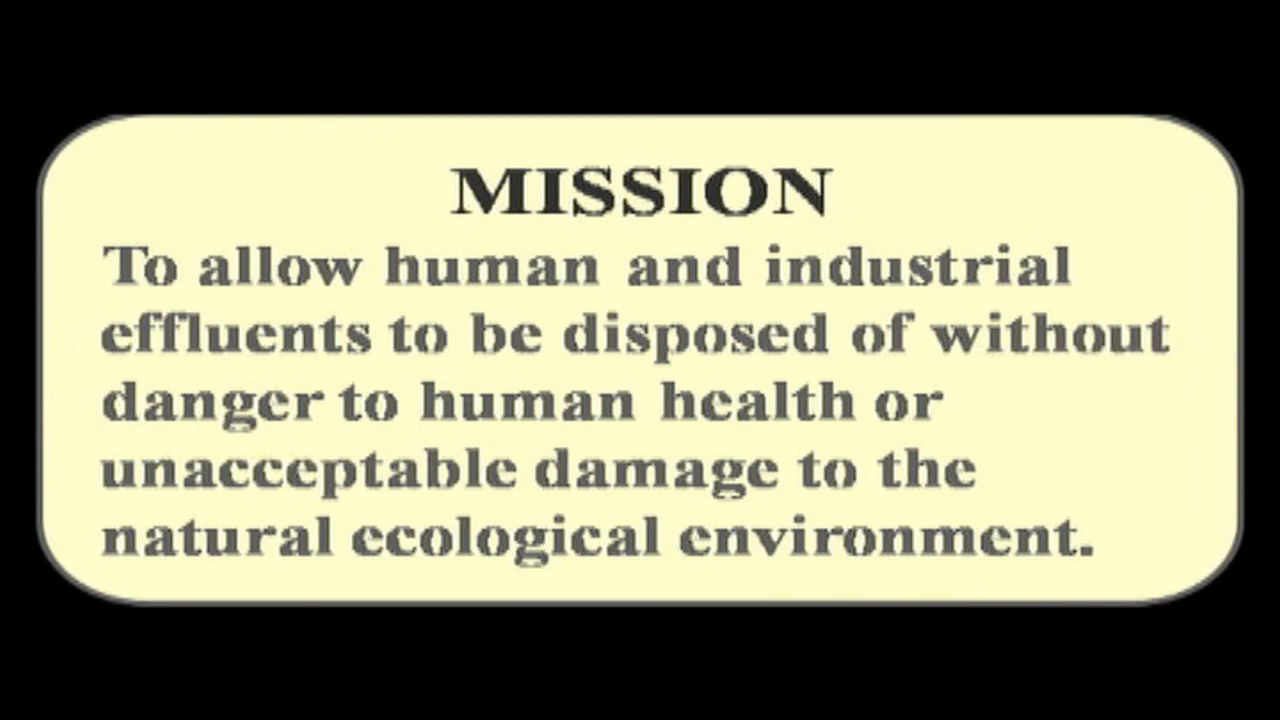 MISSION
To allow human and industrial
effluents to be disposed of without
danger to human health or
unacceptable damage to the
natural ecological environment.